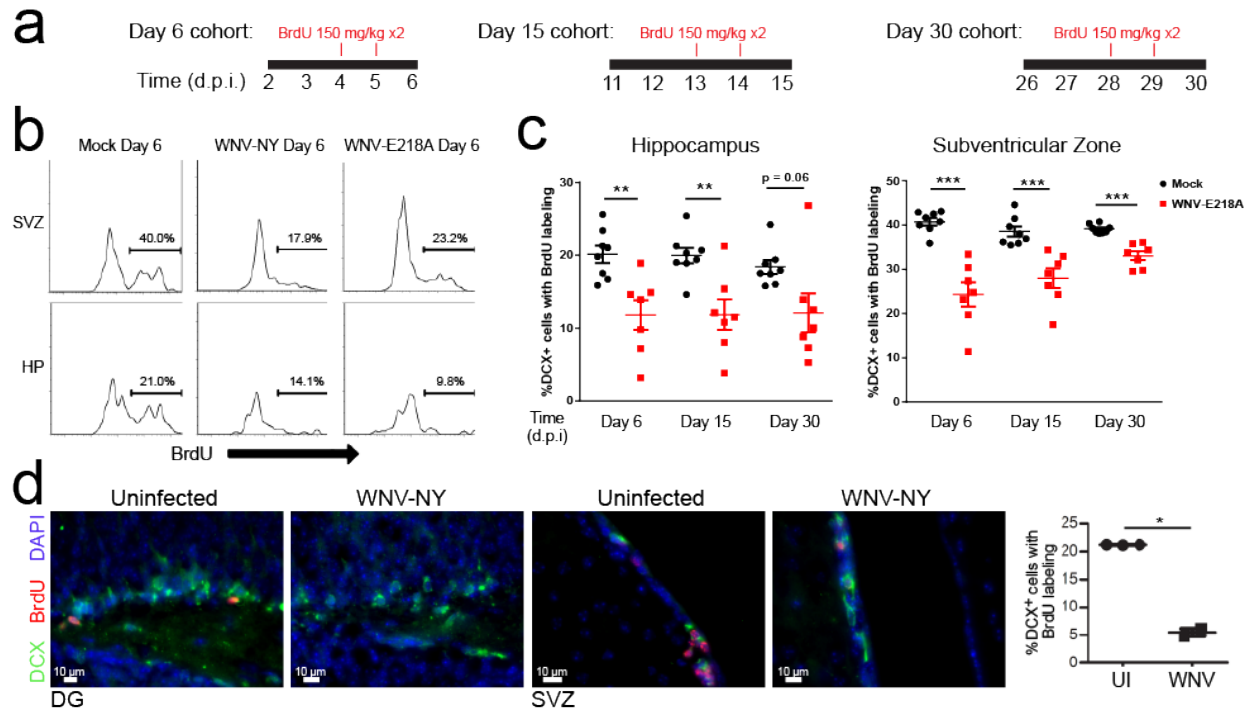 a
Day 6 cohort:
BrdU 150 mg/kg x2
Time (d.p.i.)
2 3 4 5 6
Day 15 cohort:
BrdU 150 mg/kg x2
11 12 13 14 15
Day 30 cohort:
BrdU 150 mg/kg x2
26 27 28 29 30
b
Mock Day 6
WNV-NY Day 6
WNV-E218A Day 6
SVZ
40.0%
17.9%
23.2%
HP
21.0%
14.1%
9.8%
BrdU
c
Hippocampus
%DCX+ cells with BrdU labeling
30
20
10
0
**
**
p = 0.06
Time
(d.p.i)
Day 6
Day 15
Day 30
Subventricular Zone
%DCX+ cells with BrdU labeling
50
40
30
20
10
0
***
***
***
Mock
WNV-E218A
Day 6
Day 15
Day 30
d
DCX BrdU DAPI
Uninfected
10 µm
DG
WNV-NY
10 µm
Uninfected
10 µm
SVZ
WNV-NY
10 µm
%DCX+ cells with
BrdU labeling
25
20
15
10
5
0
*
UI
WNV